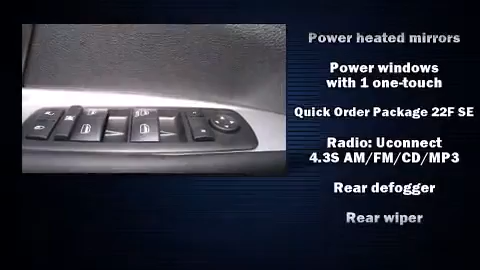 Power heated mirrors
Power windows
with 1 one-touch
Quick Order Package 22F SE
Radio: Uconnect
4.3S AM/FM/CD/MP3
Rear defogger
Rear wiper